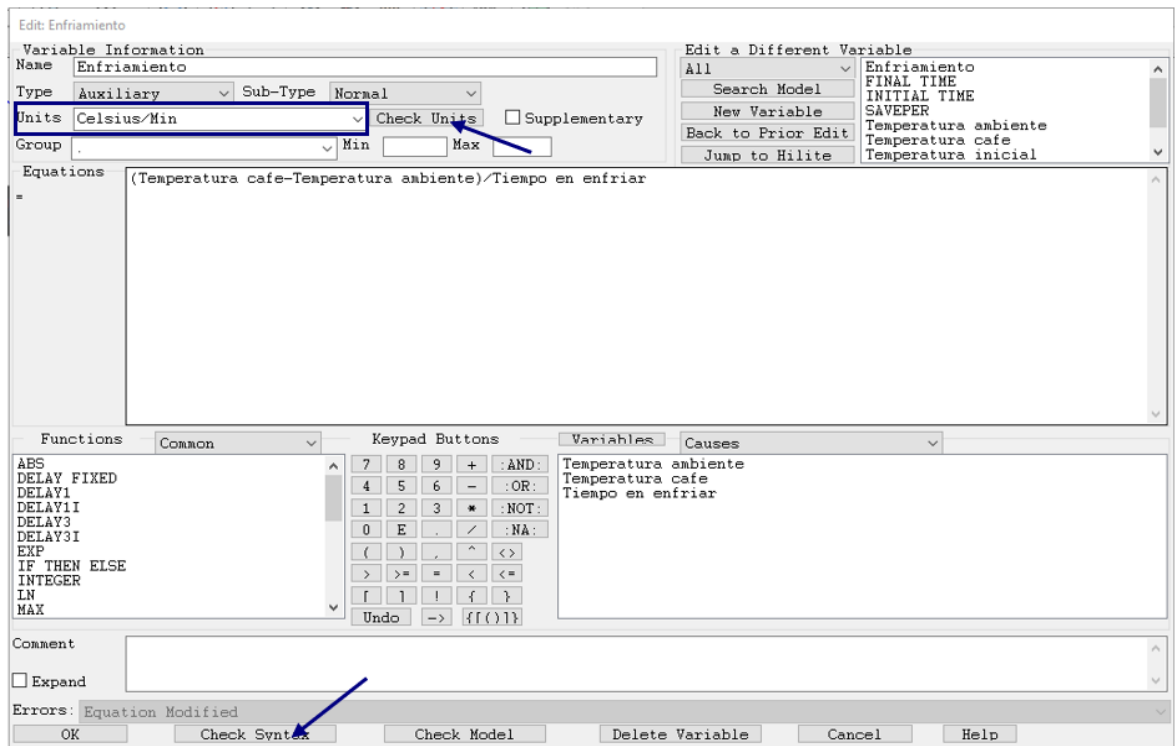 Edit: Enfriamiento
Variable Information
Name Enfriamiento
Type Auxiliary Sub-Type Normal
Units Celsius/Min Check Units Supplementary
Group . Min Max
Edit a Different Variable
All
Search Model
New Variable
Back to Prior Edit
Jump to Hilite
Enfriamiento
FINAL TIME
INITIAL TIME
SAVEPER
Temperatura ambiente
Temperatura cafe
Temperatura inicial
Equations
=
(Temperatura cafe-Temperatura ambiente)/Tiempo en enfriar
Functions Common
ABS
DELAY FIXED
DELAY1
DELAY1I
DELAY3
DELAY3I
EXP
IF THEN ELSE
INTEGER
LN
MAX
Keypad Buttons
7 8 9 + :AND:
4 5 6 - :OR:
1 2 3 * :NOT:
0 E . / :NA:
( ) , ^ <>
> >= = < <=
[ ] ! { }
Undo -> {[()]}
Variables Causes
Temperatura ambiente
Temperatura cafe
Tiempo en enfriar
Comment
Expand
Errors: Equation Modified
OK Check Syntax Check Model Delete Variable Cancel Help